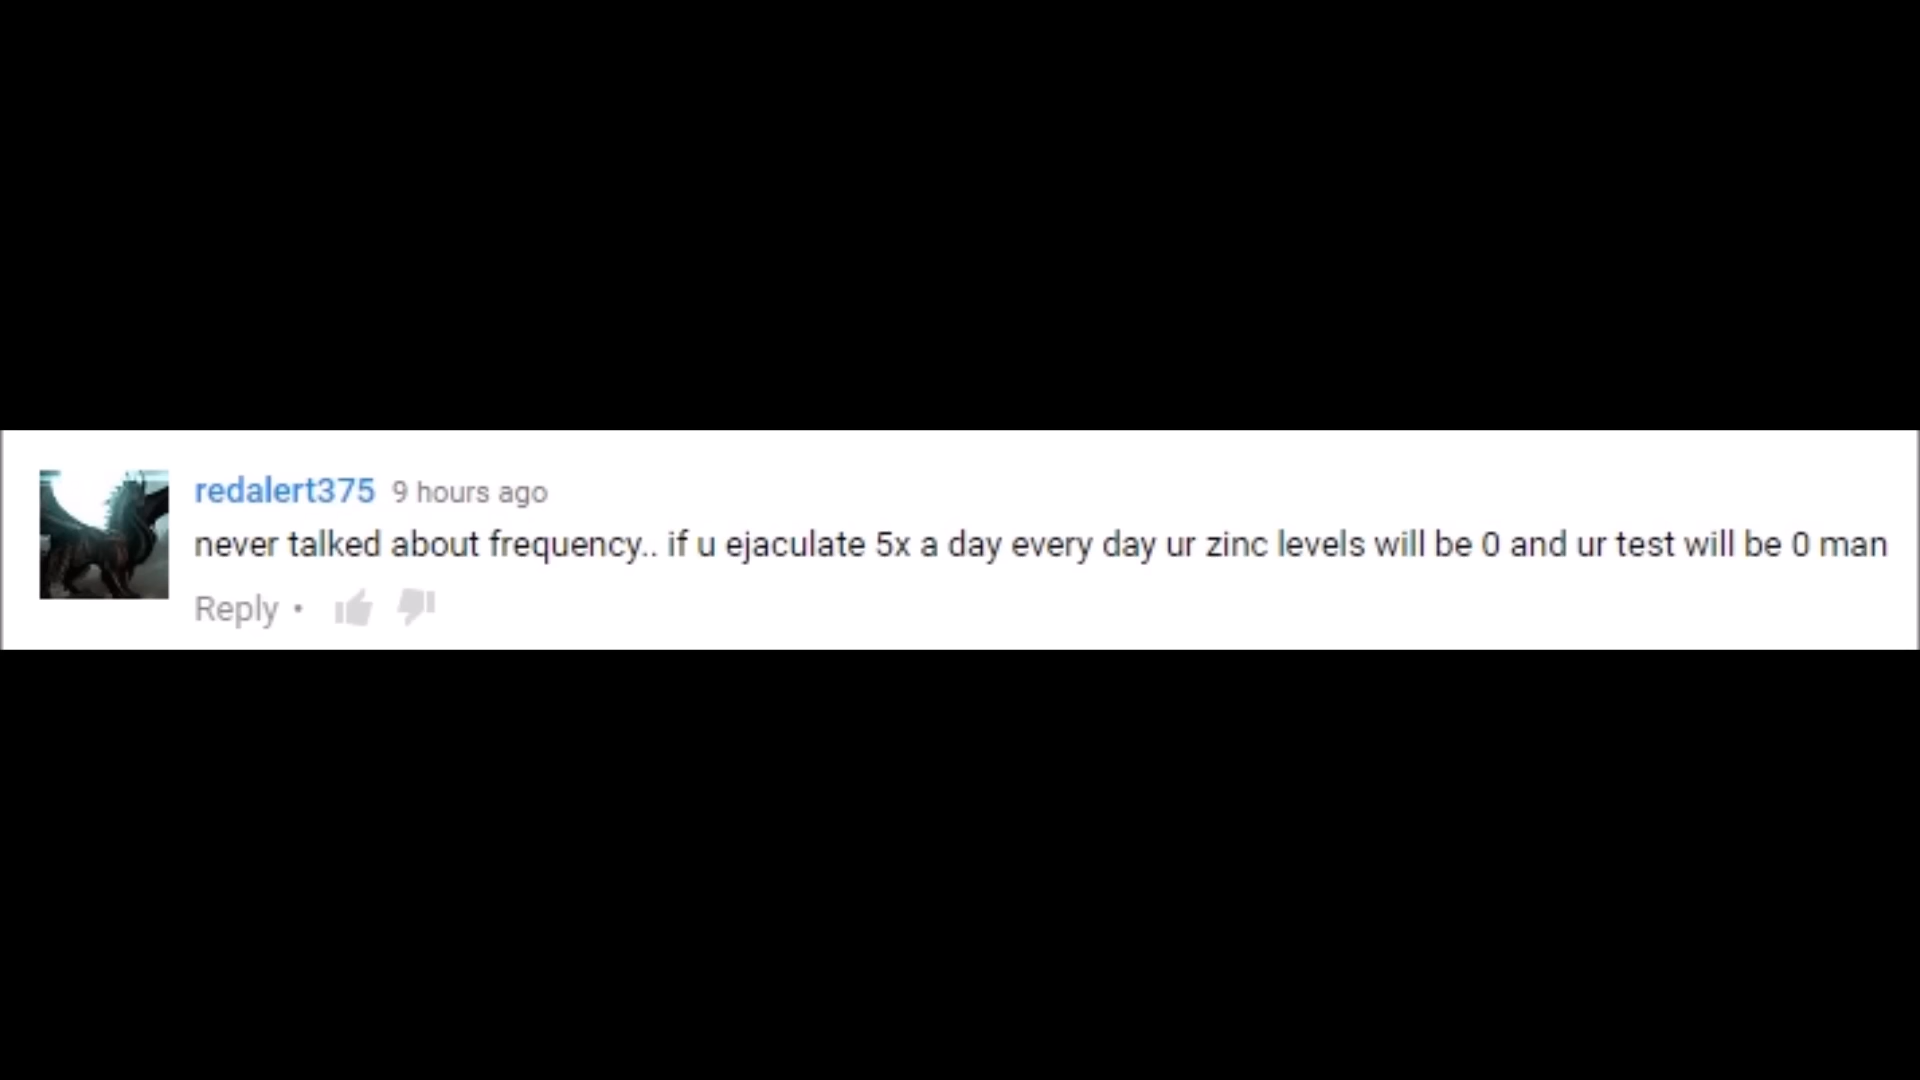 redalert375 9 hours ago
never talked about frequency.. if u ejaculate 5x a day every day ur zinc levels will be 0 and ur test will be 0 man
Reply •